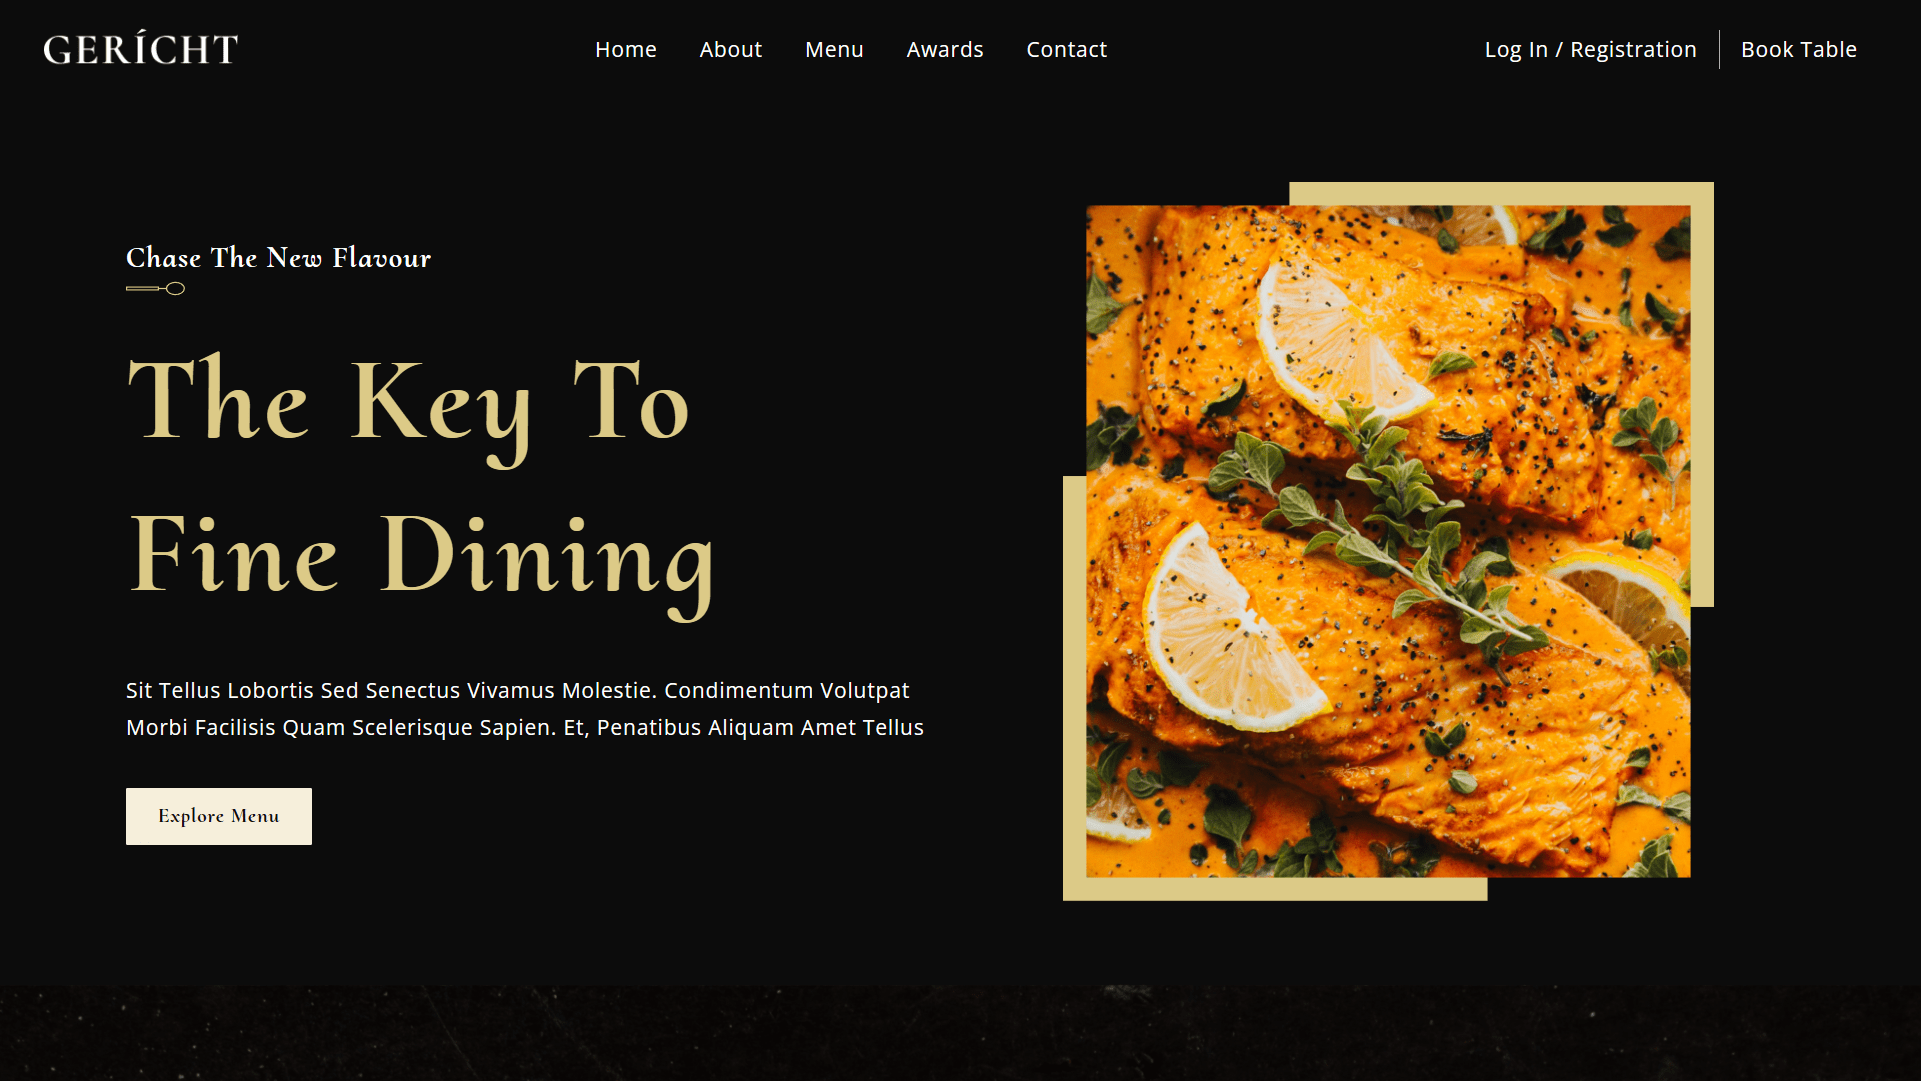 GERÍCHT
Home About Menu Awards Contact
Log In / Registration Book Table
Chase The New Flavour
The Key To
Fine Dining
Sit Tellus Lobortis Sed Senectus Vivamus Molestie. Condimentum Volutpat
Morbi Facilisis Quam Scelerisque Sapien. Et, Penatibus Aliquam Amet Tellus
Explore Menu